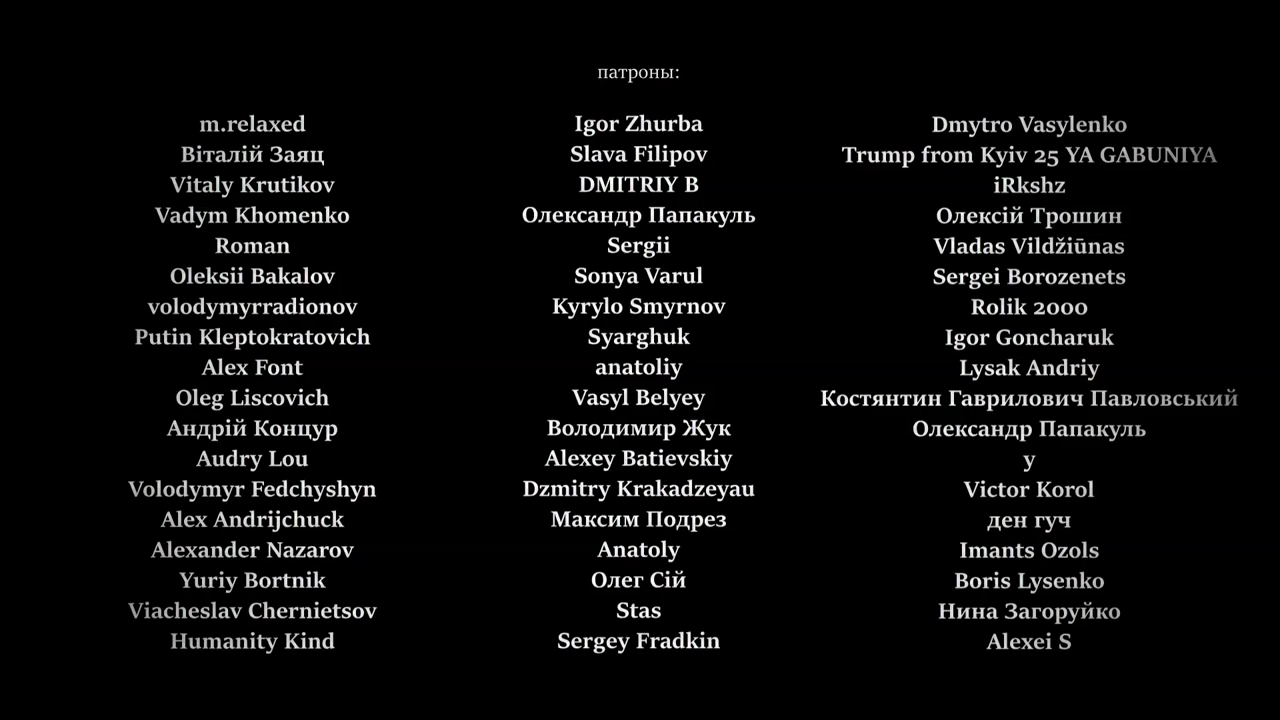 патроны:
m.relaxed
Віталій Заяц
Vitaly Krutikov
Vadym Khomenko
Roman
Oleksii Bakalov
volodymyrradionov
Putin Kleptokratovich
Alex Font
Oleg Liscovich
Андрій Концур
Audry Lou
Volodymyr Fedchyshyn
Alex Andrijchuck
Alexander Nazarov
Yuriy Bortnik
Viacheslav Chernietsov
Humanity Kind
Igor Zhurba
Slava Filipov
DMITRIY B
Олександр Папакуль
Sergii
Sonya Varul
Kyrylo Smyrnov
Syarghuk
anatoliy
Vasyl Belyey
Володимир Жук
Alexey Batievskiy
Dzmitry Krakadzeyau
Максим Подрез
Anatoly
Олег Сій
Stas
Sergey Fradkin
Dmytro Vasylenko
Trump from Kyiv 25 YA GABUNIYA
iRkshz
Олексій Трошин
Vladas Vildžiūnas
Sergei Borozenets
Rolik 2000
Igor Goncharuk
Lysak Andriy
Костянтин Гаврилович Павловський
Олександр Папакуль
y
Victor Korol
ден гуч
Imants Ozols
Boris Lysenko
Нина Загоруйко
Alexei S